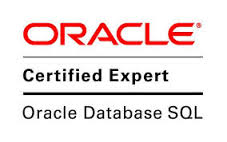 ORACLE®
Certified Expert
Oracle Database SQL